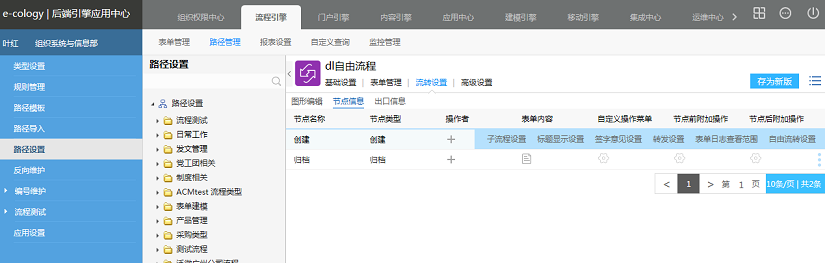 e-cology | 后端引擎应用中心 组织权限中心 流程引擎 门户引擎 内容引擎 应用中心 建模引擎 移动引擎 集成中心 运维中心
叶红 组织系统与信息部 表单管理 路径管理 报表设置 自定义查询 监控管理
类型设置
规则管理
路径模板
路径导入
路径设置
反向维护
编号维护
流程测试
应用设置
路径设置
路径设置
流程测试
日常工作
发文管理
党工团相关
制度相关
ACMtest 流程类型
表单建模
产品管理
采购类型
测试流程
dl自由流程
基础设置 表单管理 流转设置 高级设置 存为新版
图形编辑 节点信息 出口信息
节点名称 节点类型 操作者 表单内容 自定义操作菜单 节点前附加操作 节点后附加操作
创建 创建 子流程设置 标题显示设置 签字意见设置 转发设置 表单日志查看范围 自由流转设置
归档 归档
< 1 > 第 1 页 10条/页 | 共2条